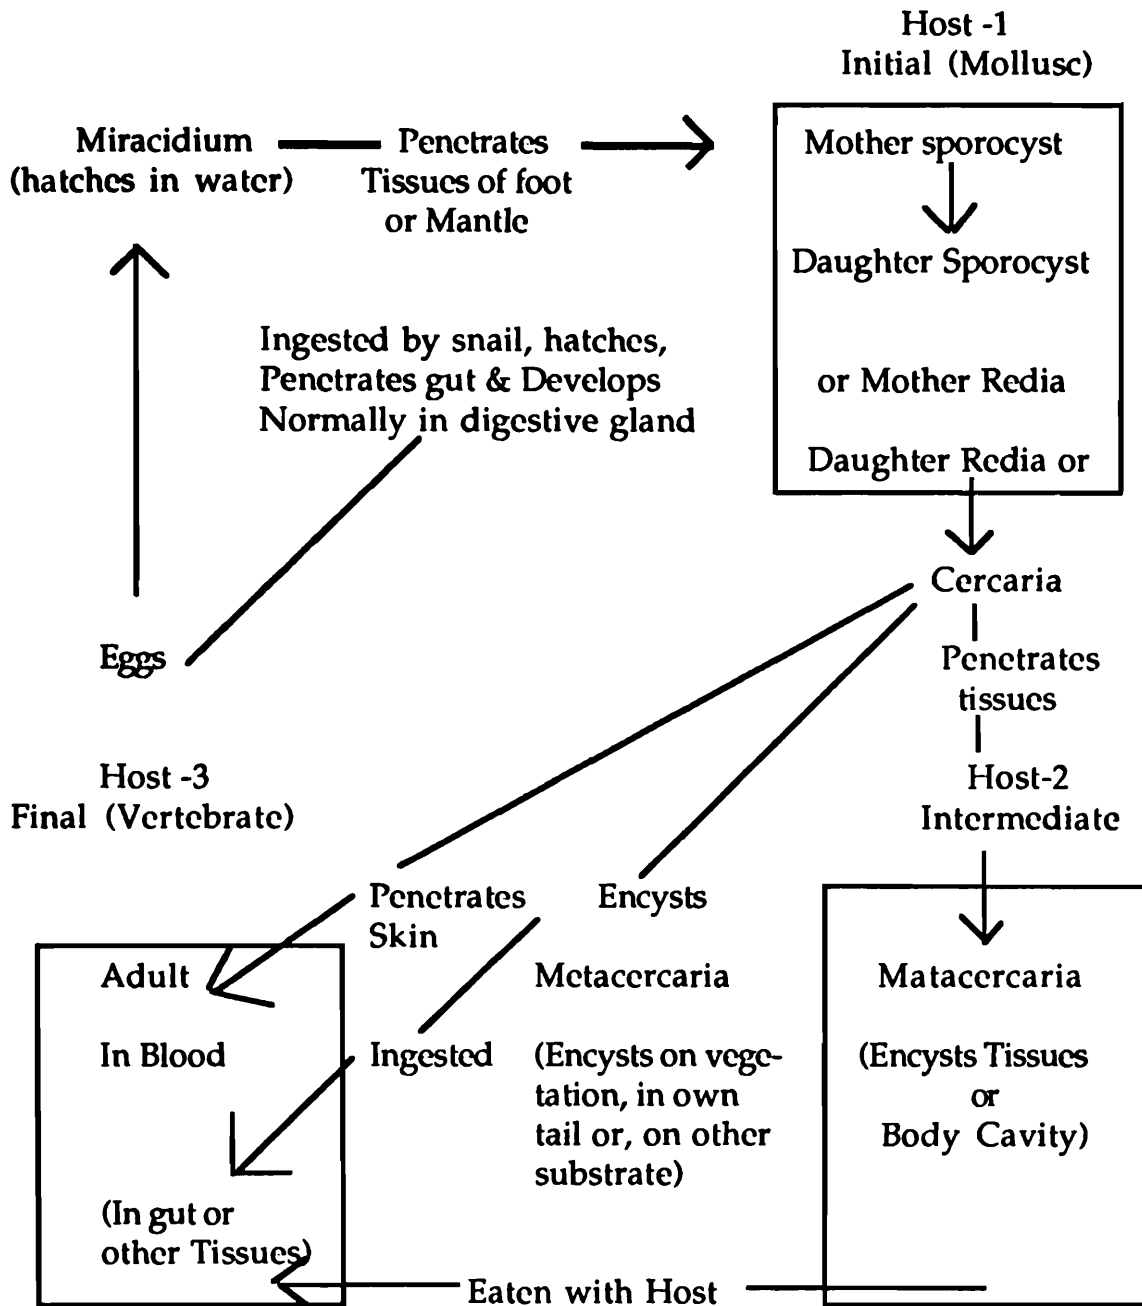 Host -1
Initial (Mollusc)
Miracidium
(hatches in water)
Penetrates
Tissues of foot
or Mantle
Mother sporocyst
Daughter Sporocyst
or Mother Redia
Daughter Redia or
Ingested by snail, hatches,
Penetrates gut & Develops
Normally in digestive gland
Cercaria
Eggs
Penetrates
tissues
Host -3
Final (Vertebrate)
Host-2
Intermediate
Penetrates
Skin
Encysts
Adult
In Blood
(In gut or
other Tissues)
Ingested
Metacercaria
(Encysts on vege-
tation, in own
tail or, on other
substrate)
Matacercaria
(Encysts Tissues
or
Body Cavity)
Eaten with Host